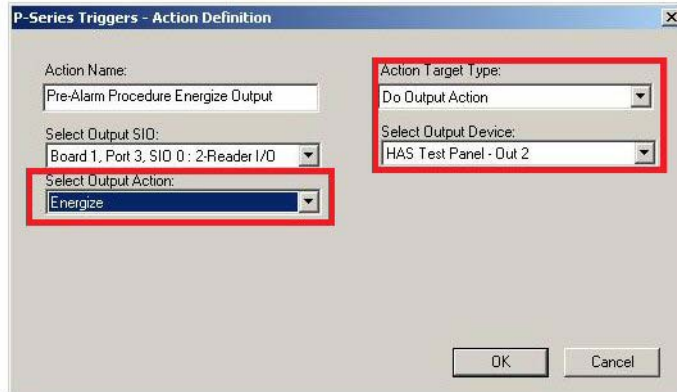 P-Series Triggers - Action Definition
Action Name:
Pre-Alarm Procedure Energize Output
Select Output SIO:
Board 1, Port 3, SIO 0 : 2-Reader I/O
Select Output Action:
Energize
Action Target Type:
Do Output Action
Select Output Device:
HAS Test Panel - Out 2
OK
Cancel